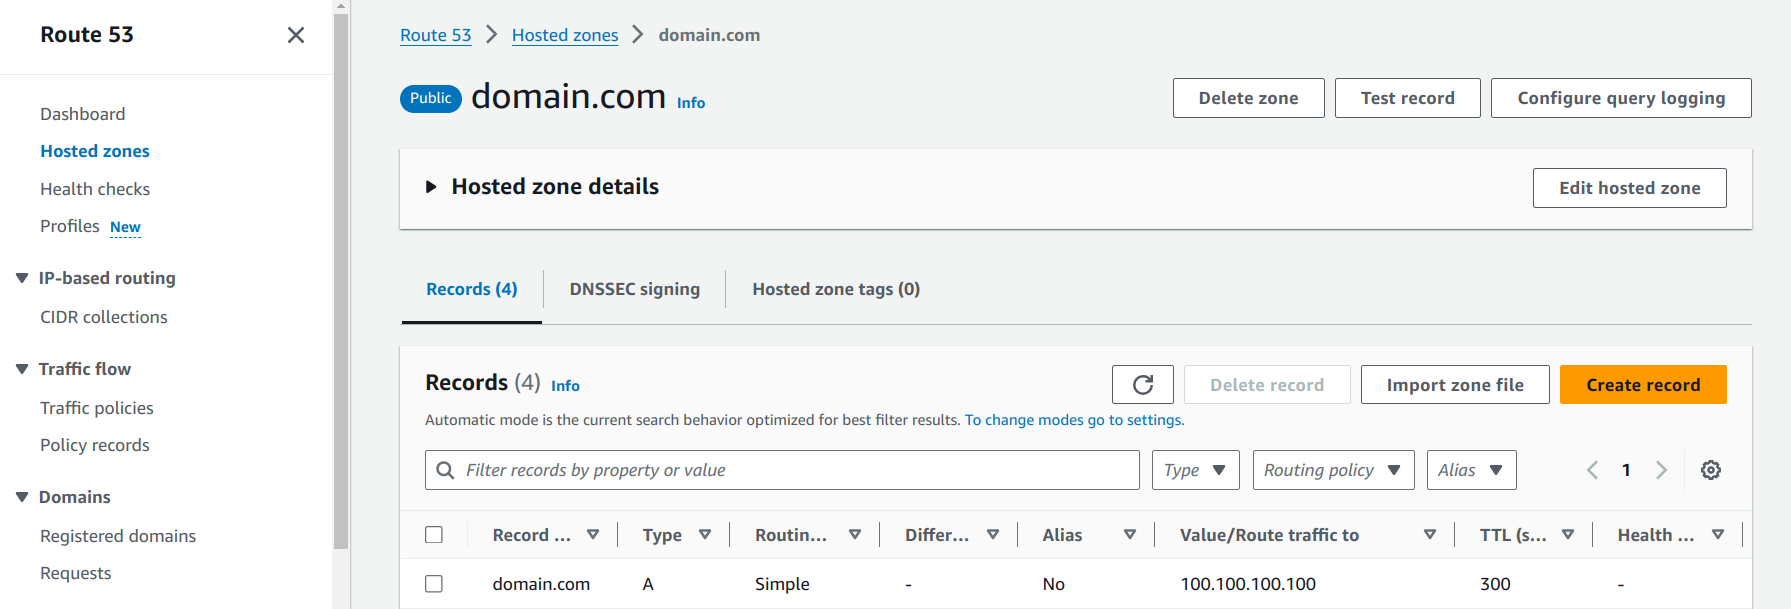 Route 53
Dashboard
Hosted zones
Health checks
Profiles New
IP-based routing
CIDR collections
Traffic flow
Traffic policies
Policy records
Domains
Registered domains
Requests
Route 53 Hosted zones domain.com
Public domain.com Info
Delete zone Test record Configure query logging
Hosted zone details Edit hosted zone
Records (4) DNSSEC signing Hosted zone tags (0)
Records (4) Info Delete record Import zone file Create record
Automatic mode is the current search behavior optimized for best filter results. To change modes go to settings.
Filter records by property or value Type Routing policy Alias 1
Record ... Type Routin... Differ... Alias Value/Route traffic to TTL (s... Health ...
domain.com A Simple - No 100.100.100.100 300 -